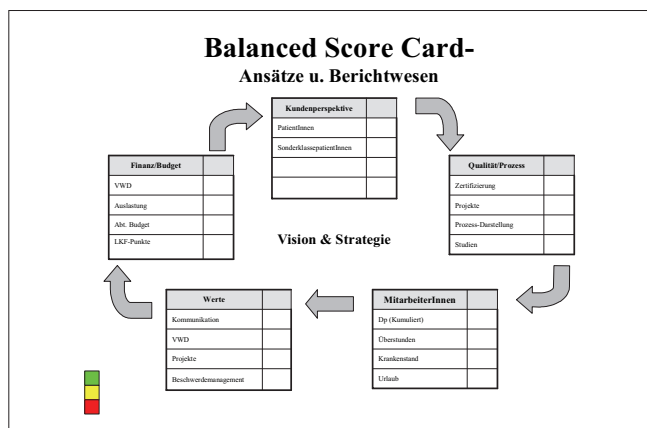 Balanced Score Card-
Ansätze u. Berichtwesen
Kundenperspektive
PatientInnen
SonderklassepatientInnen
Finanz/Budget
VWD
Auslastung
Abt. Budget
LKF-Punkte
Qualität/Prozess
Zertifizierung
Projekte
Prozess-Darstellung
Studien
Vision & Strategie
Werte
Kommunikation
VWD
Projekte
Beschwerdemanagement
MitarbeiterInnen
Dp (Kumuliert)
Überstunden
Krankenstand
Urlaub